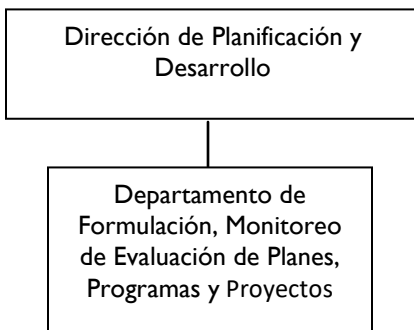 Dirección de Planificación y
Desarrollo
Departamento de
Formulación, Monitoreo
de Evaluación de Planes,
Programas y Proyectos